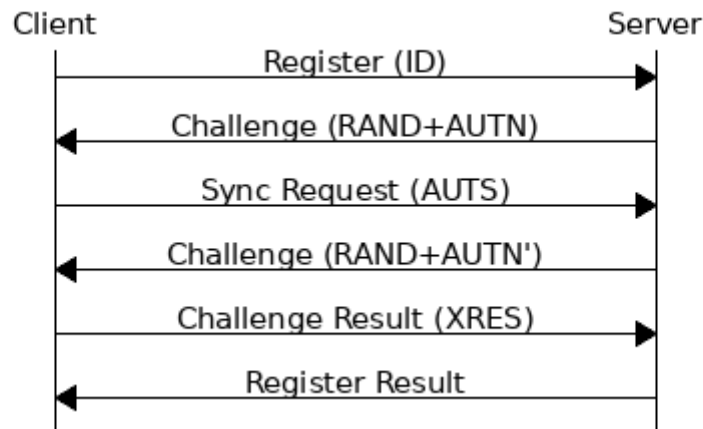 Client
Server
Register (ID)
Challenge (RAND+AUTN)
Sync Request (AUTS)
Challenge (RAND+AUTN')
Challenge Result (XRES)
Register Result